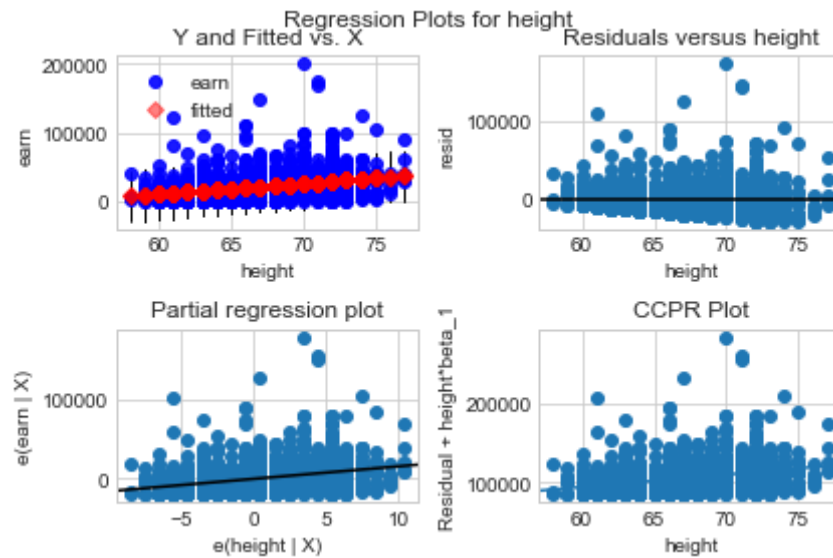 Regression Plots for height
Y and Fitted vs. X
200000
100000
0
earn
earn
fitted
60
65
70
75
height
Residuals versus height
100000
0
resid
60
65
70
75
height
Partial regression plot
100000
0
e(earn | X)
−5
0
5
10
e(height | X)
CCPR Plot
200000
100000
Residual + height*beta_1
60
65
70
75
height